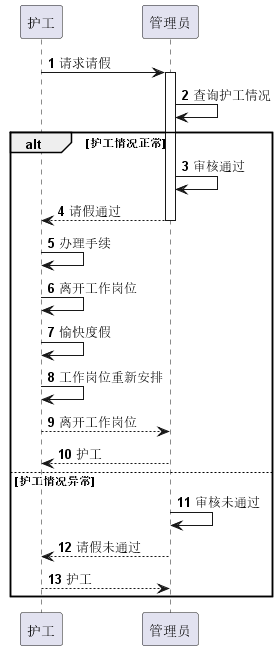 护工 管理员
1 请求请假
2 查询护工情况
alt [护工情况正常]
3 审核通过
4 请假通过
5 办理手续
6 离开工作岗位
7 愉快度假
8 工作岗位重新安排
9 离开工作岗位
10 护工
[护工情况异常]
11 审核未通过
12 请假未通过
13 护工
护工 管理员